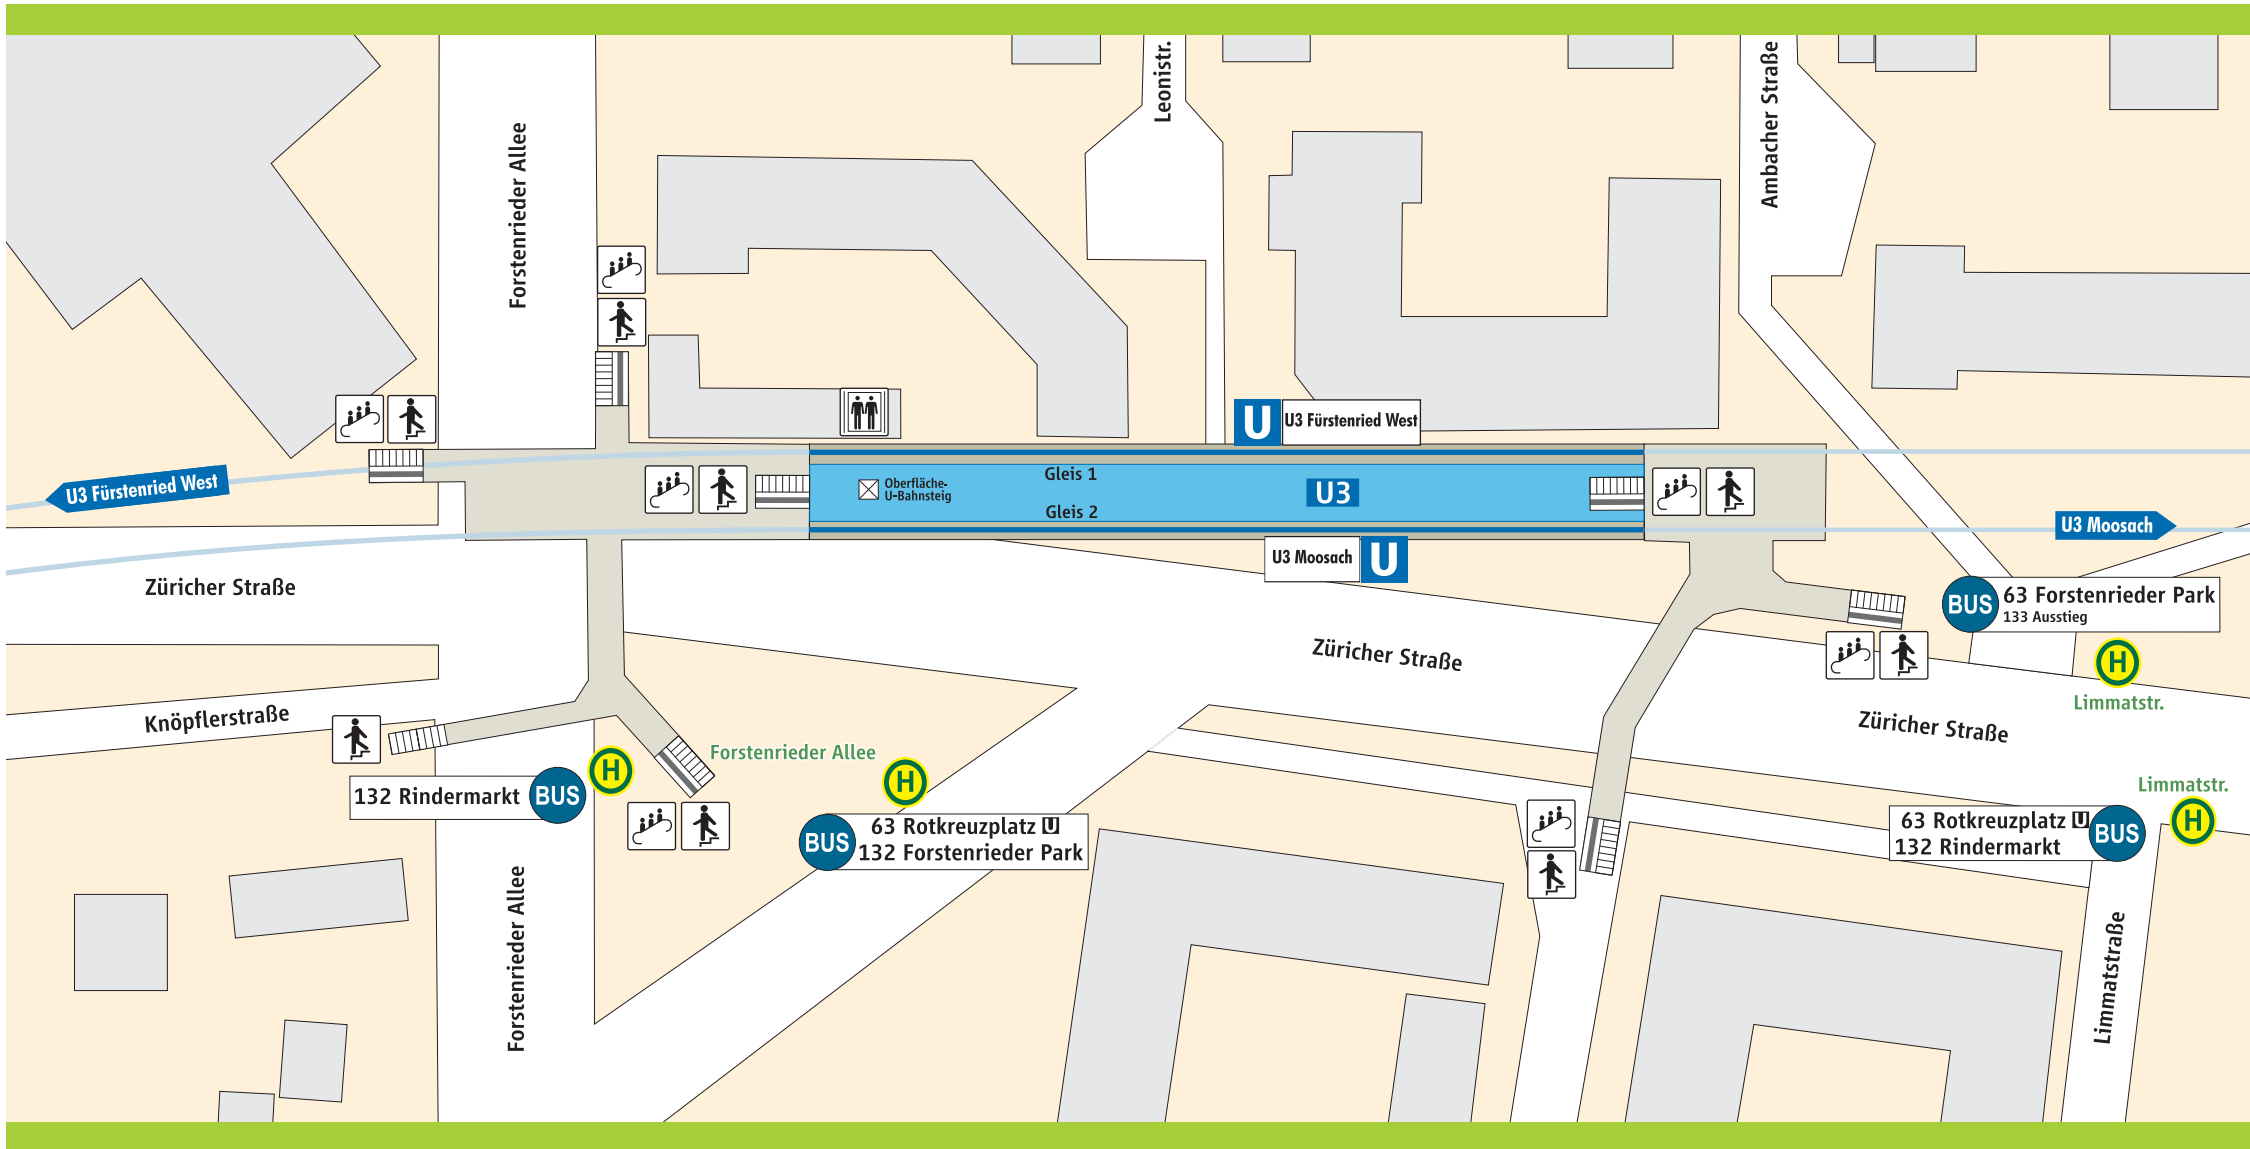 Leonistr.
Ambacher Straße
Forstenrieder Allee
U
U3 Fürstenried West
U3 Fürstenried West
Gleis 1
Oberfläche-
U-Bahnsteig
U3
Gleis 2
U3 Moosach
U3 Moosach
U
Züricher Straße
BUS
63 Forstenrieder Park
133 Ausstieg
H
Limmatstr.
Züricher Straße
Knöpflerstraße
Züricher Straße
Forstenrieder Allee
H
H
132 Rindermarkt
BUS
BUS
63 Rotkreuzplatz U
132 Forstenrieder Park
Limmatstr.
H
63 Rotkreuzplatz U
132 Rindermarkt
BUS
Forstenrieder Allee
Limmatstraße